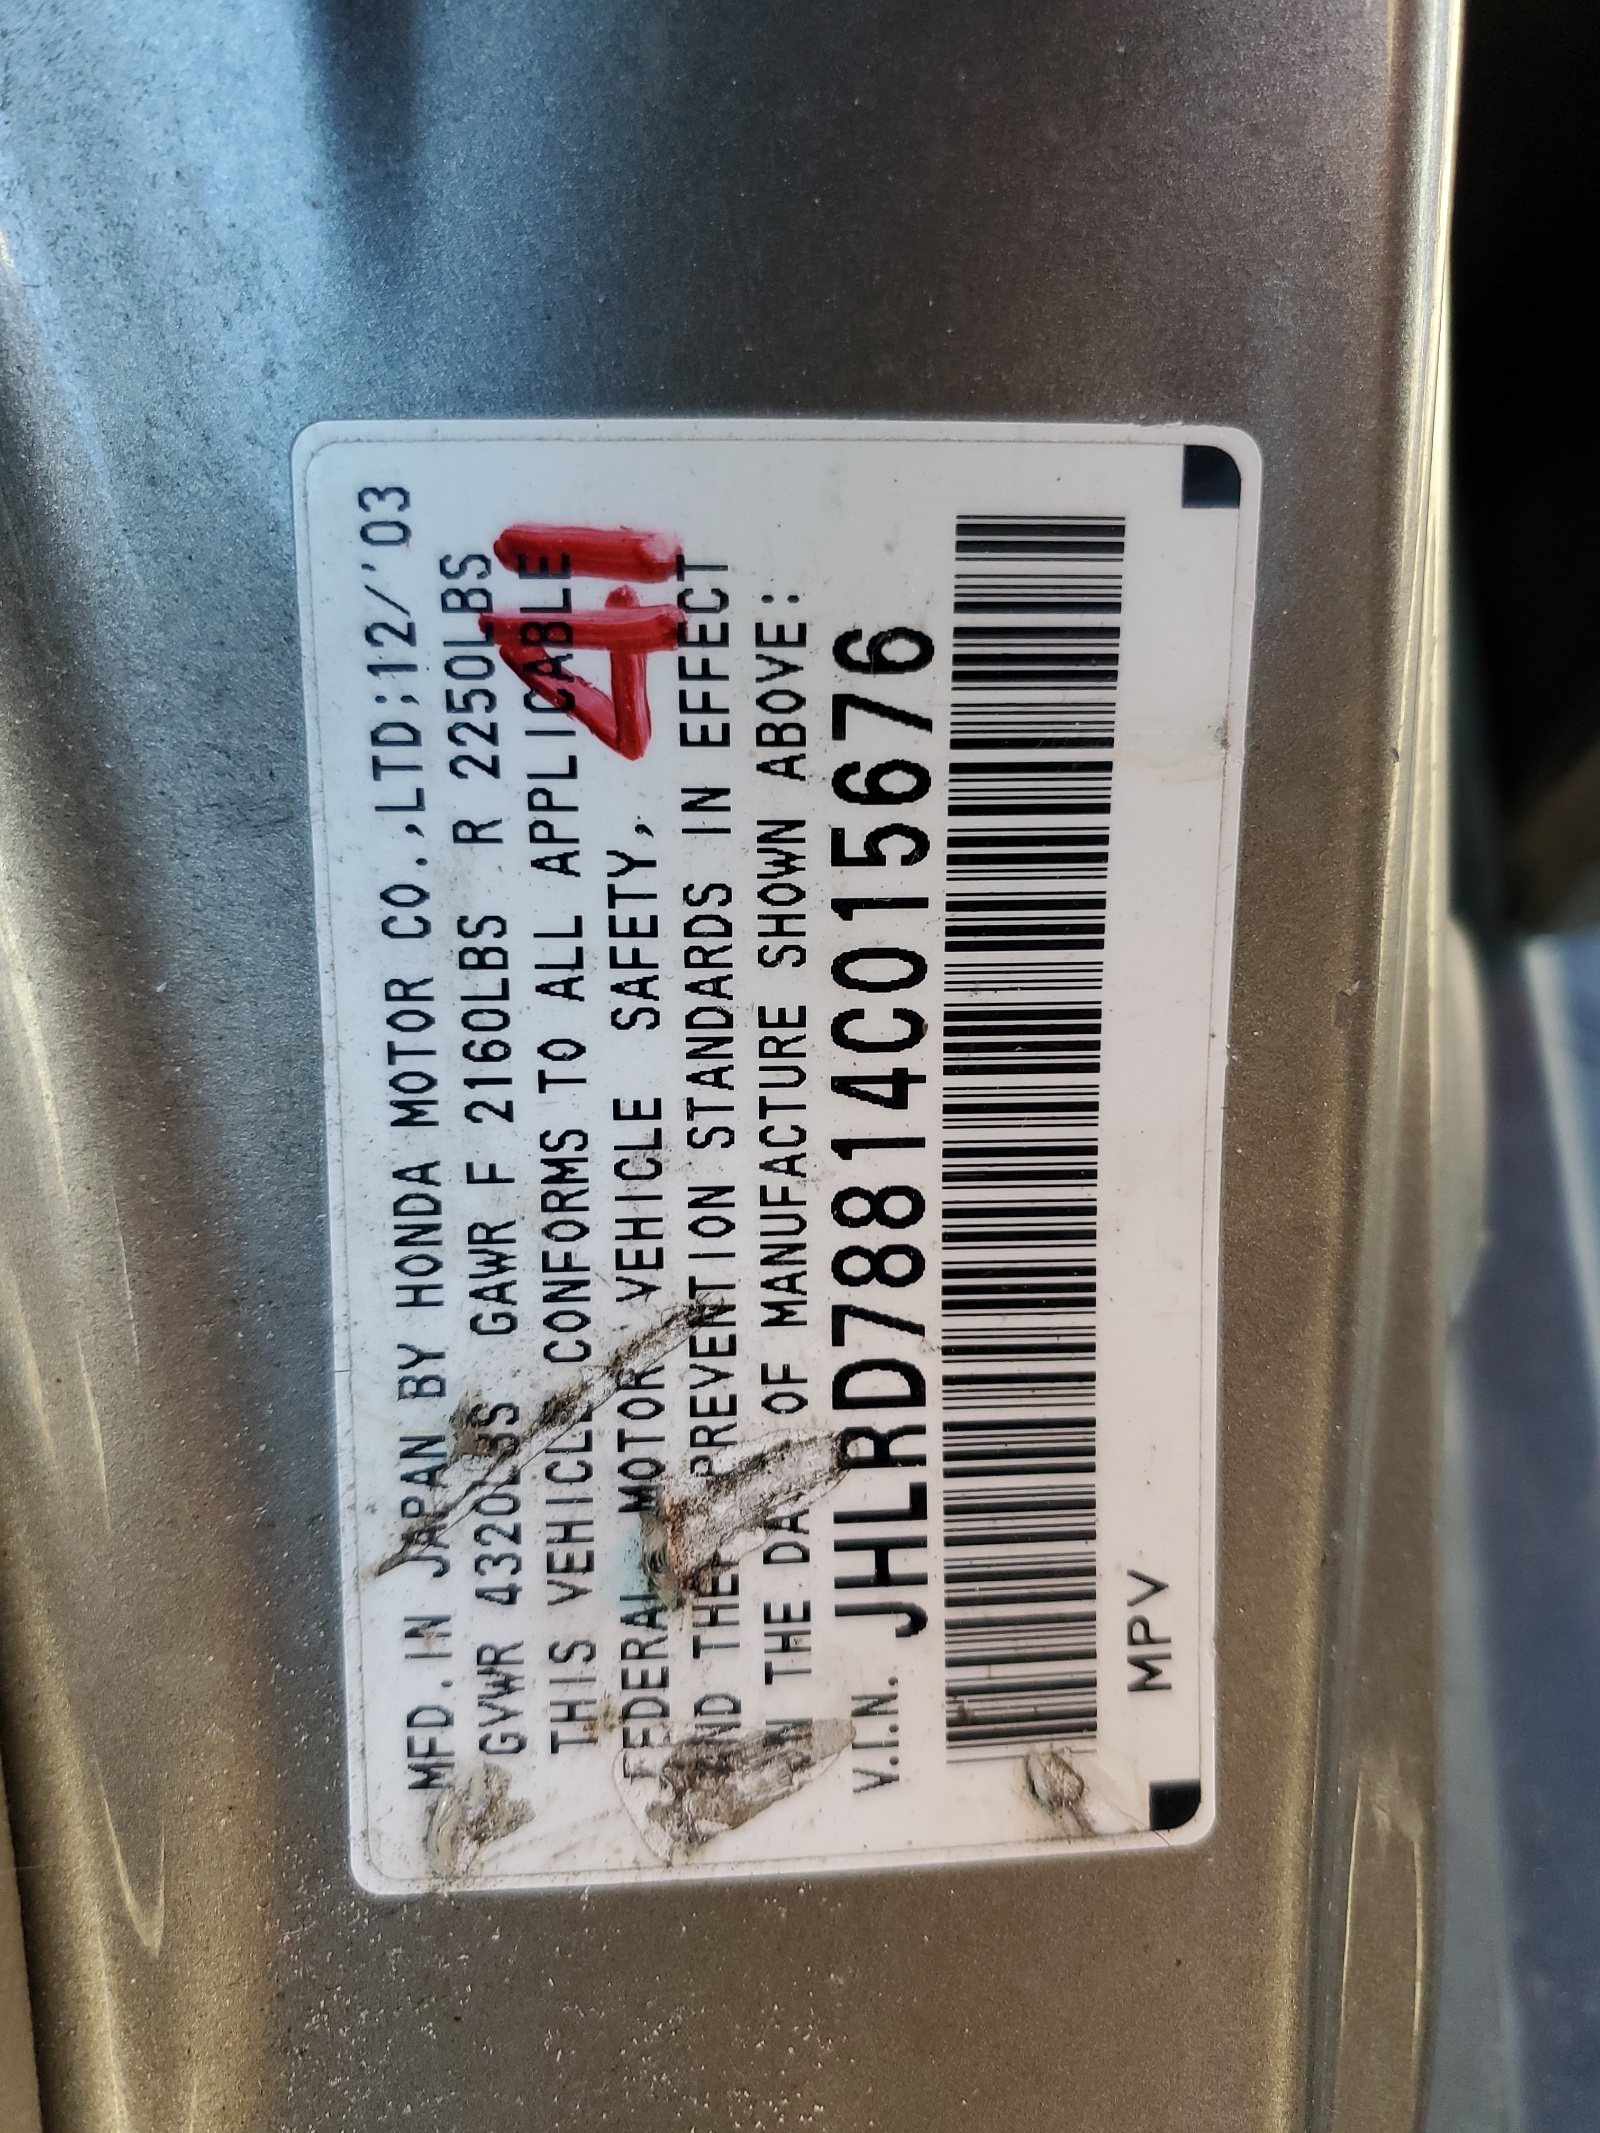 MFD. IN JAPAN BY HONDA MOTOR CO.,LTD;12/'03
GVWR 4320LBS GAWR F 2160LBS R 2250LBS
THIS VEHICLE CONFORMS TO ALL APPLICABLE
41
FEDERAL MOTOR VEHICLE SAFETY,
AND THEFT PREVENTION STANDARDS IN EFFECT
ON THE DATE OF MANUFACTURE SHOWN ABOVE:
V.I.N. JHLRD78814C015676
MPV